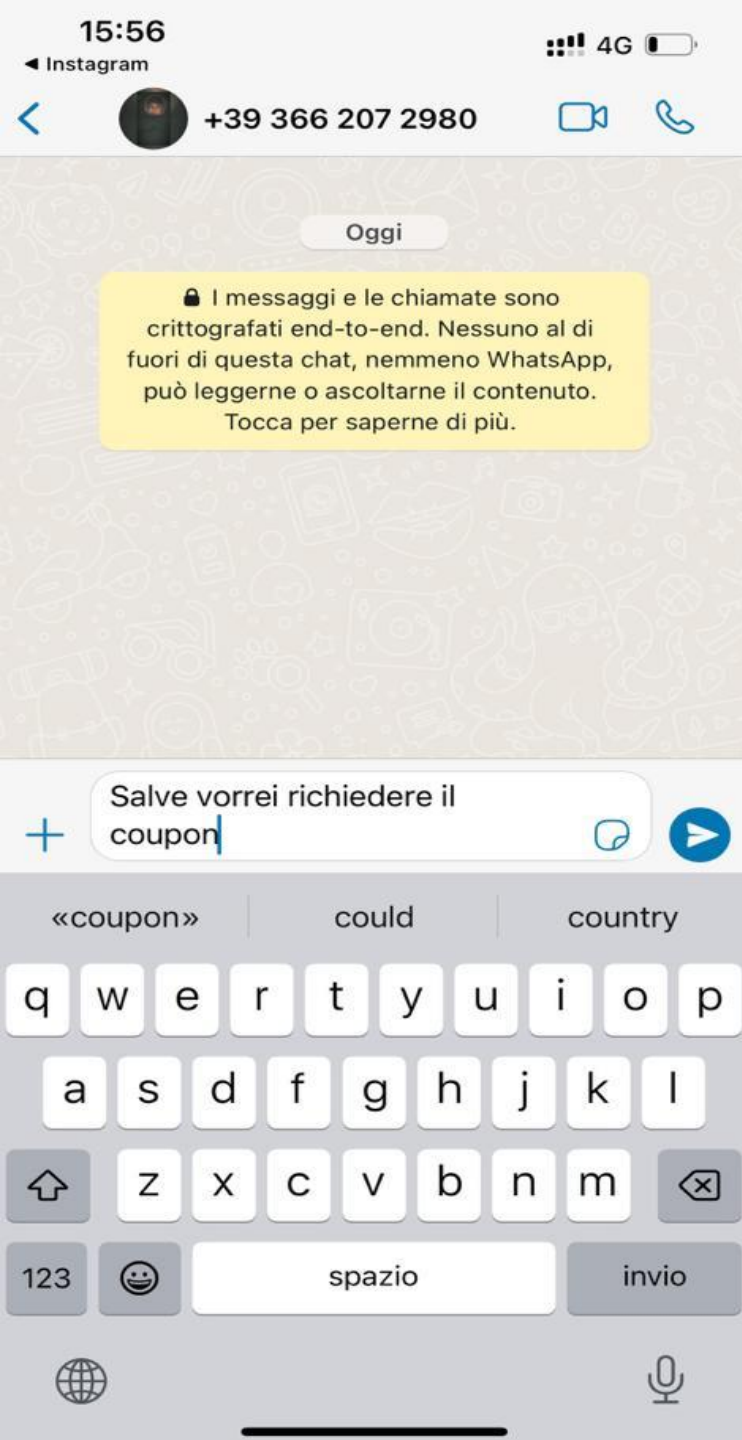 15:56
◀ Instagram
4G
+39 366 207 2980
Oggi
🔒 I messaggi e le chiamate sono
crittografati end-to-end. Nessuno al di
fuori di questa chat, nemmeno WhatsApp,
può leggerne o ascoltarne il contenuto.
Tocca per saperne di più.
Salve vorrei richiedere il
coupon
«coupon» could country
q w e r t y u i o p
a s d f g h j k l
z x c v b n m
123 spazio invio